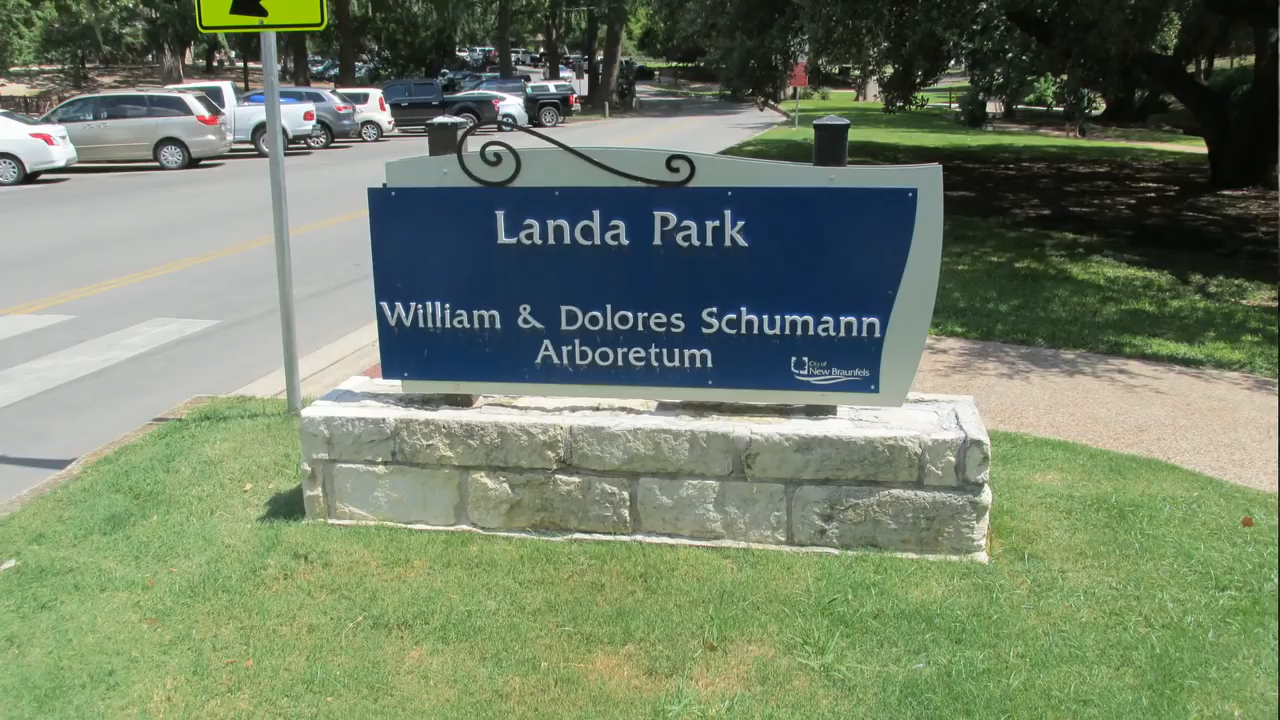 Landa Park
William & Dolores Schumann
Arboretum
City of
New Braunfels